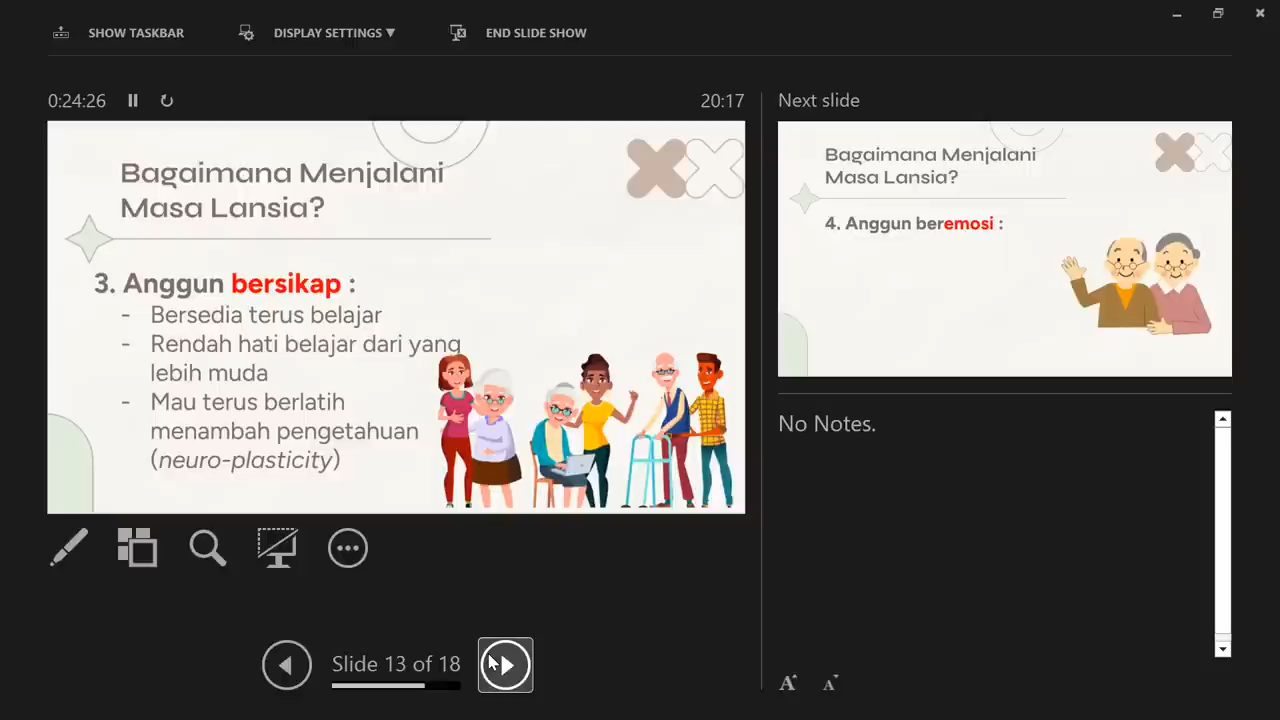 SHOW TASKBAR
DISPLAY SETTINGS ▼
END SLIDE SHOW
0:24:26
20:17
Next slide
Bagaimana Menjalani
Masa Lansia?
3. Anggun bersikap :
- Bersedia terus belajar
- Rendah hati belajar dari yang
lebih muda
- Mau terus berlatih
menambah pengetahuan
(neuro-plasticity)
Bagaimana Menjalani
Masa Lansia?
4. Anggun beremosi :
No Notes.
Slide 13 of 18
A A